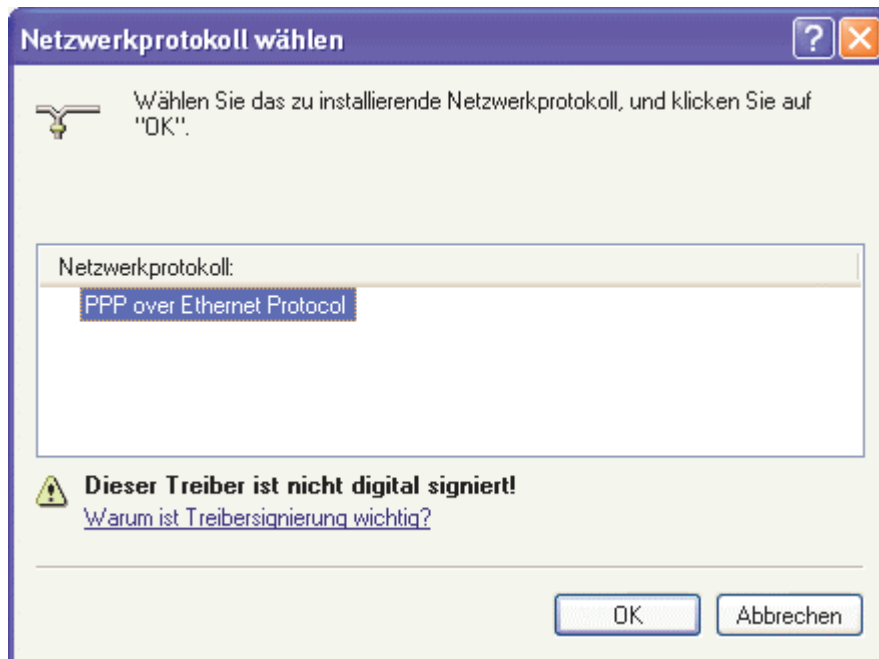 Netzwerkprotokoll wählen
Wählen Sie das zu installierende Netzwerkprotokoll, und klicken Sie auf
"OK".
Netzwerkprotokoll:
PPP over Ethernet Protocol
Dieser Treiber ist nicht digital signiert!
Warum ist Treibersignierung wichtig?
OK
Abbrechen